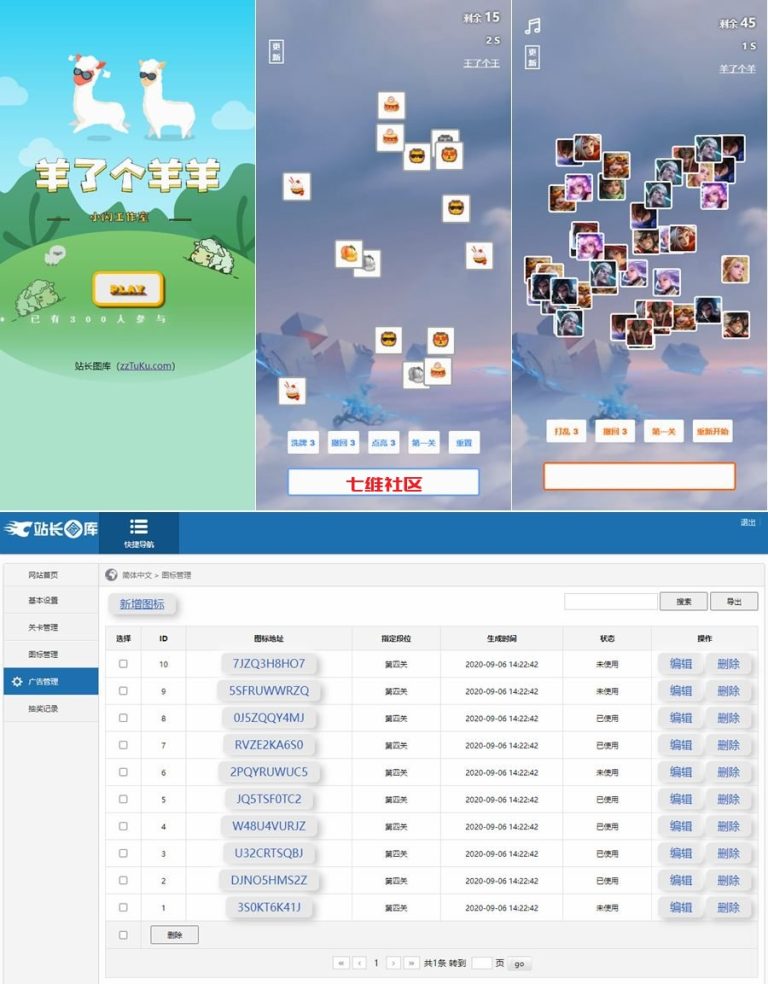 羊了个羊羊
小闪工作室
PLAY
已有300人参与
站长图库（zzTuKu.com）
剩余 15
2 S
王了个王
更新
洗牌 3
撤回 3
点亮 3
第一关
重置
七维社区
剩余 45
1 S
羊了个羊
更新
打乱 3
撤回 3
第一关
重新开始
站长图库
快捷导航
退出
网站首页
基本设置
关卡管理
图标管理
广告管理
抽奖记录
简体中文 > 图标管理
新增图标
搜索
导出
选择 ID 图标地址 指定段位 生成时间 状态 操作
10 7JZQ3H8HO7 第四关 2020-09-06 14:22:42 未使用 编辑 删除
9 5SFRUWWRZQ 第四关 2020-09-06 14:22:42 未使用 编辑 删除
8 0J5ZQQY4MJ 第四关 2020-09-06 14:22:42 已使用 编辑 删除
7 RVZE2KA6S0 第四关 2020-09-06 14:22:42 已使用 编辑 删除
6 2PQYRUWUC5 第四关 2020-09-06 14:22:42 未使用 编辑 删除
5 JQ5TSF0TC2 第四关 2020-09-06 14:22:42 已使用 编辑 删除
4 W48U4VURJZ 第四关 2020-09-06 14:22:42 已使用 编辑 删除
3 U32CRTSQBJ 第四关 2020-09-06 14:22:42 已使用 编辑 删除
2 DJNO5HMS2Z 第四关 2020-09-06 14:22:42 已使用 编辑 删除
1 3S0KT6K41J 第四关 2020-09-06 14:22:42 未使用 编辑 删除
删除
« ‹ 1 › » 共1条 转到 页 go